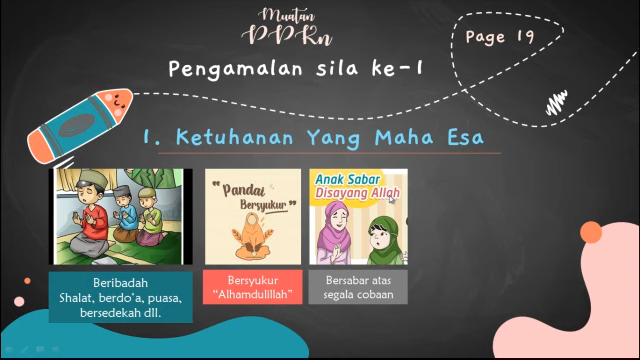 Muatan
PPKn
Page 19
Pengamalan sila ke-1
1. Ketuhanan Yang Maha Esa
"Pandai
Bersyukur"
Anak Sabar
Disayang Allah
Beribadah
Shalat, berdo'a, puasa,
bersedekah dll.
Bersyukur
"Alhamdulillah"
Bersabar atas
segala cobaan